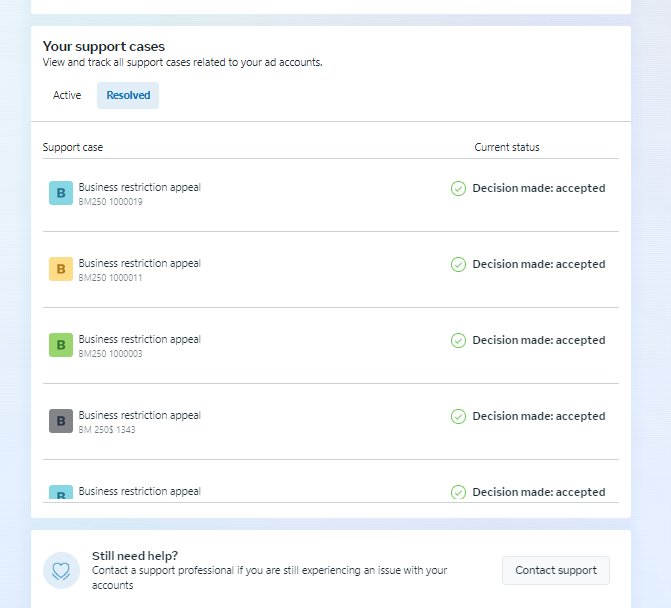 Your support cases
View and track all support cases related to your ad accounts.
Active
Resolved
Support case
Current status
B
Business restriction appeal
BM250 1000019
Decision made: accepted
B
Business restriction appeal
BM250 1000011
Decision made: accepted
B
Business restriction appeal
BM250 1000003
Decision made: accepted
B
Business restriction appeal
BM 250$ 1343
Decision made: accepted
B
Business restriction appeal
Decision made: accepted
Still need help?
Contact a support professional if you are still experiencing an issue with your
accounts
Contact support